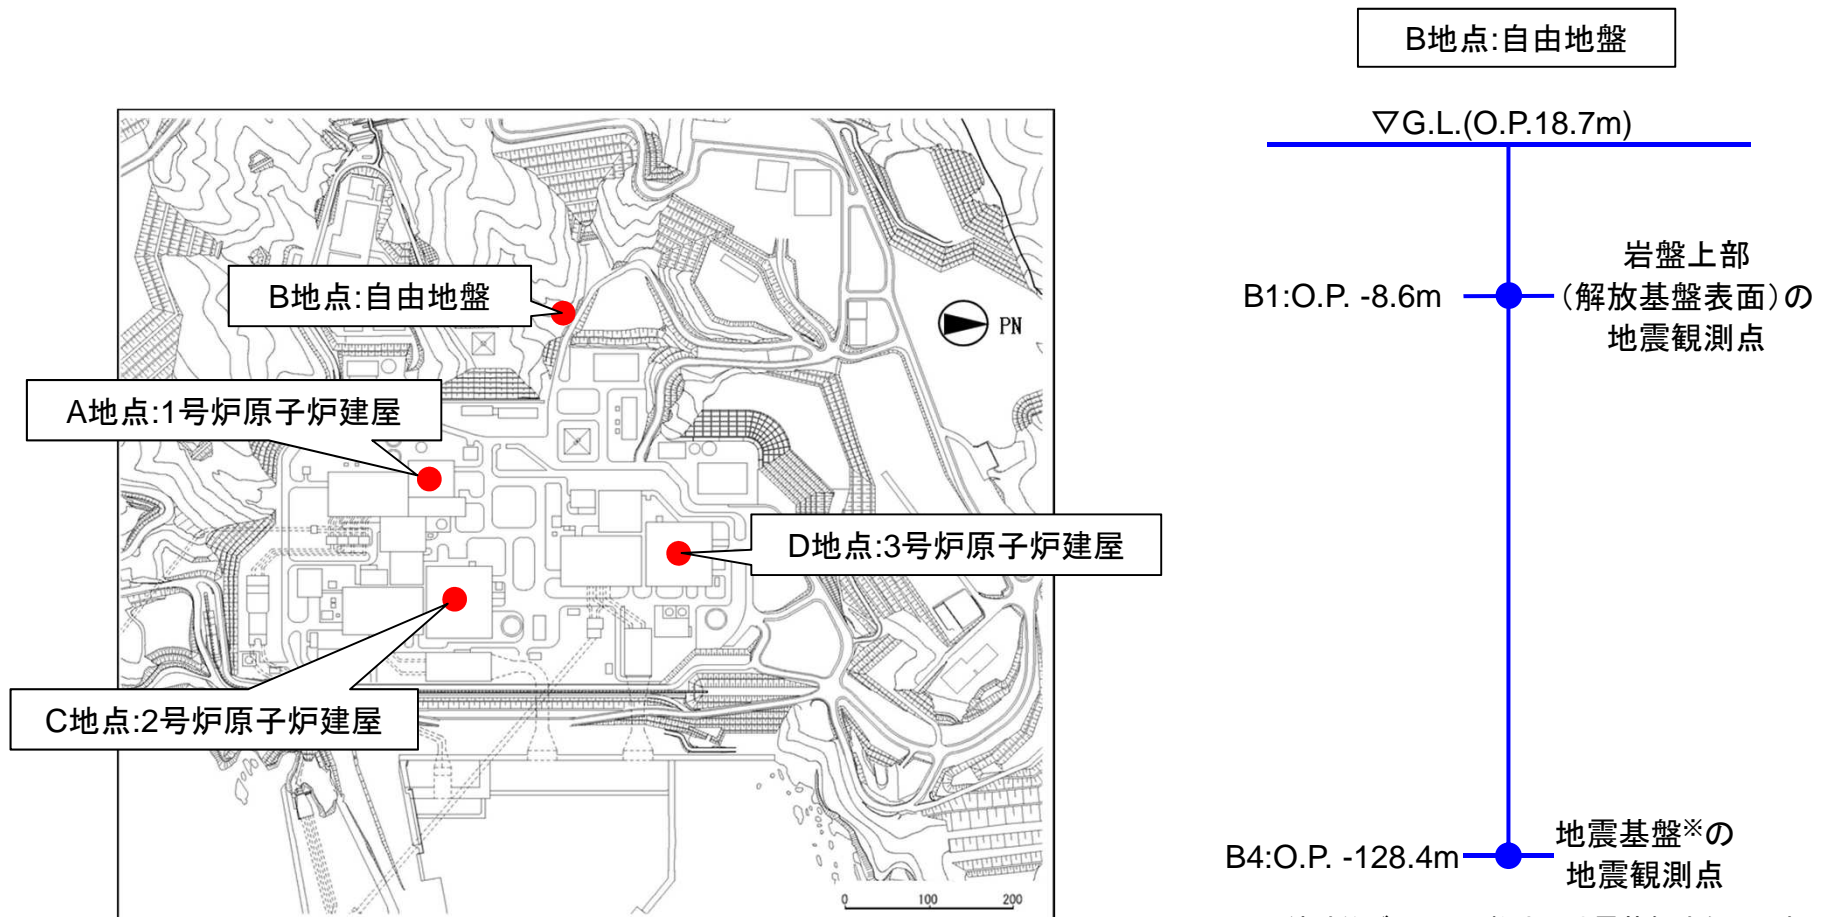 B地点:自由地盤
▽G.L.(O.P.18.7m)
B1:O.P. -8.6m
岩盤上部
(解放基盤表面)の
地震観測点
B4:O.P. -128.4m
地震基盤※の
地震観測点
B地点:自由地盤
A地点:1号炉原子炉建屋
D地点:3号炉原子炉建屋
C地点:2号炉原子炉建屋
PN
0 100 200